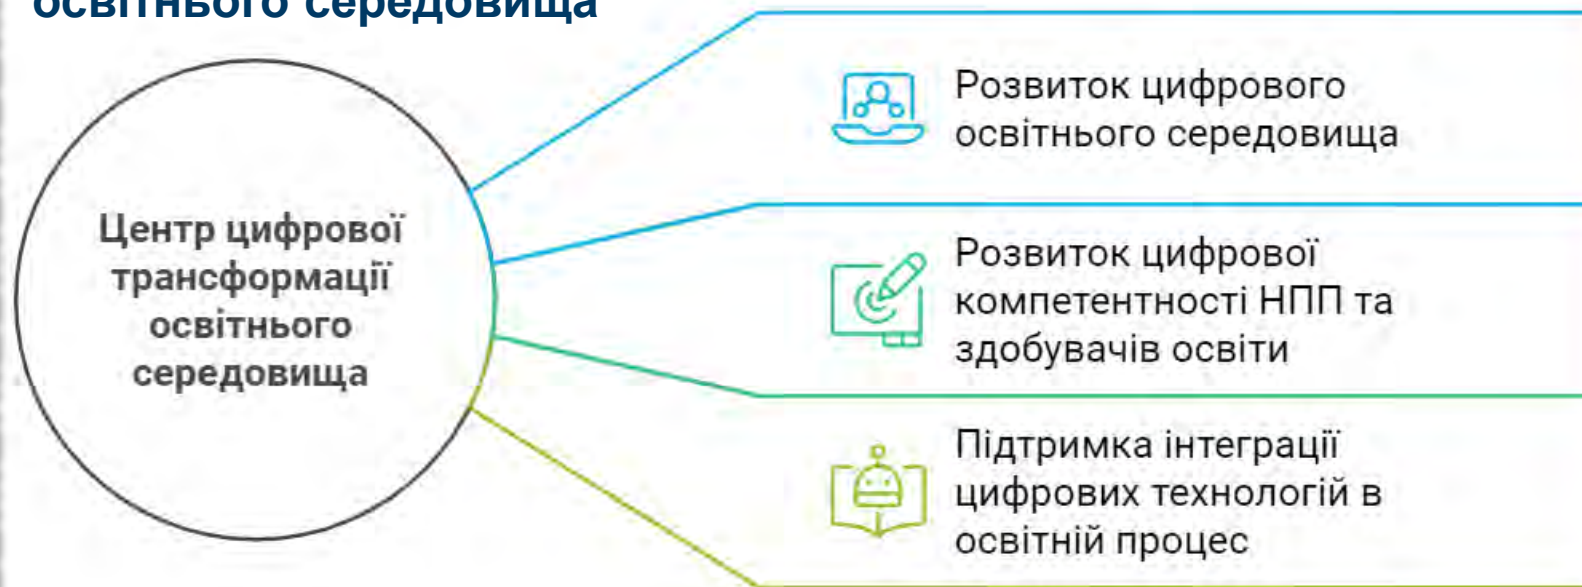 освітнього середовища
Центр цифрової
трансформації
освітнього
середовища
Розвиток цифрового
освітнього середовища
Розвиток цифрової
компетентності НПП та
здобувачів освіти
Підтримка інтеграції
цифрових технологій в
освітній процес